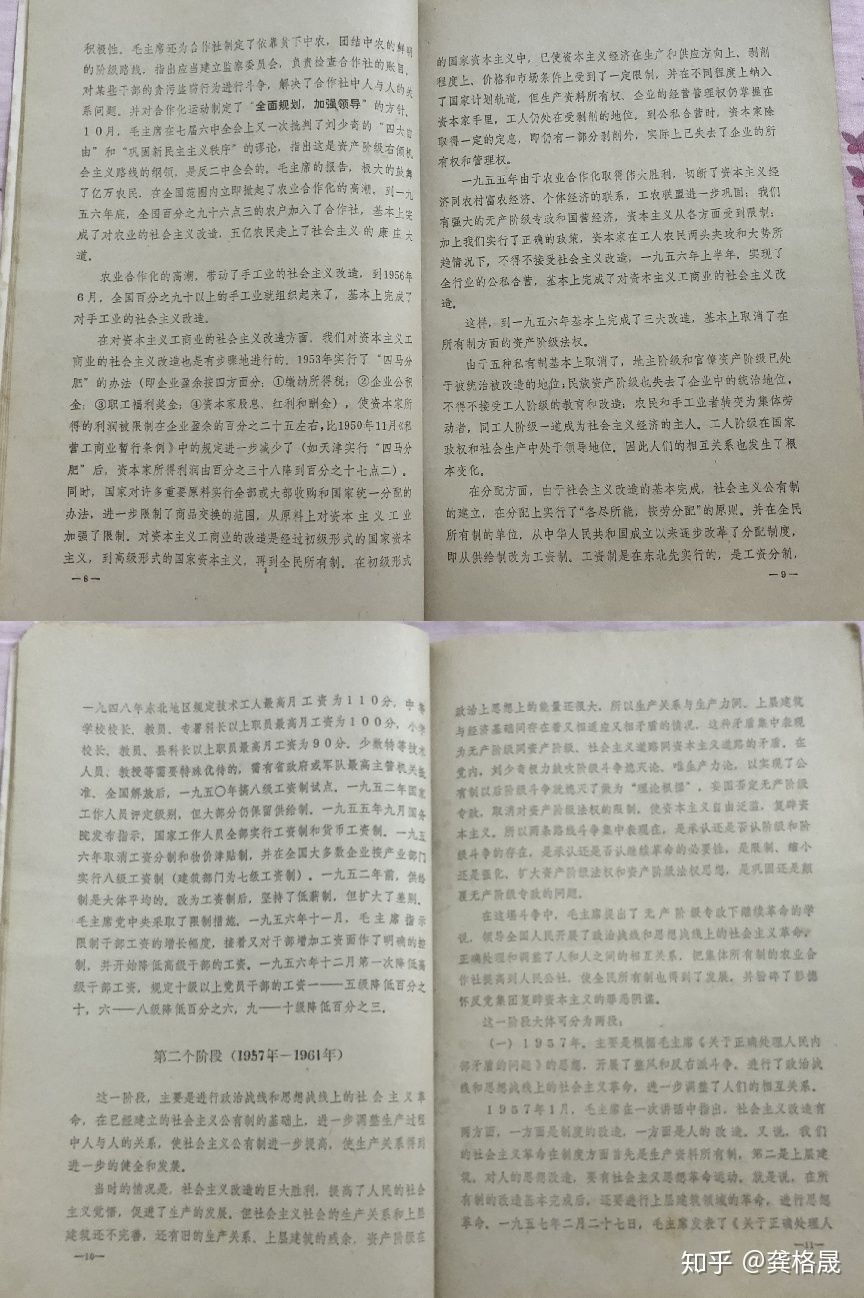 积极性。毛主席还为合作社制定了依靠贫下中农，团结中农的鲜明
的阶级路线，指出应当建立监察委员会，负责检查合作社的账目，
对某些干部的贪污盗窃行为进行斗争，解决了合作社中人与人的关
系问题。并对合作化运动制定了“全面规划，加强领导”的方针。
10月，毛主席在七届六中全会上又一次批判了刘少奇的“四大自
由”和“巩固新民主主义秩序”的谬论，指出这是资产阶级右倾机
会主义路线的纲领，是反二中全会的。毛主席的报告，极大的鼓舞
了亿万农民，在全国范围内立即掀起了农业合作化的高潮。到一九
五六年底，全国百分之九十六点三的农户加入了合作社，基本上完
成了对农业的社会主义改造，五亿农民走上了社会主义的康庄大
道。
农业合作化的高潮，带动了手工业的社会主义改造，到1956年
6月，全国百分之九十以上的手工业就组织起来了，基本上完成了
对手工业的社会主义改造。
在对资本主义工商业的社会主义改造方面，我们对资本主义工
商业的社会主义改造也是有步骤地进行的。1953年实行了“四马分
肥”的办法（即企业盈余按四方面分：①缴纳所得税；②企业公积
金；③职工福利奖金；④资本家股息、红利和酬金），使资本家所
得的利润被限制在企业盈余的百分之二十五左右，比1950年11月《私
营工商业暂行条例》中的规定进一步减少了（如天津实行“四马分
肥”后，资本家所得利润由百分之三十八降到百分之十七点二）。
同时，国家对许多重要原料实行全部或大部收购和国家统一分配的
办法，进一步限制了商品交换的范围，从原料上对资本主义工业
加强了限制。对资本主义工商业的改造是经过初级形式的国家资本
主义，到高级形式的国家资本主义，再到全民所有制。在初级形式
—8—
的国家资本主义中，已使资本主义经济在生产和供应方向上、剥削
程度上、价格和市场条件上受到了一定限制，并在不同程度上纳入
了国家计划轨道，但生产资料所有权、企业的经营管理权仍掌握在
资本家手里，工人仍处在受剥削的地位。到公私合营时，资本家除
取得一定的定息，即仍有一部分剥削外，实际上已失去了企业的所
有权和管理权。
一九五五年由于农业合作化取得伟大胜利，切断了资本主义经
济同农村富农经济、个体经济的联系，工农联盟进一步巩固；我们
有强大的无产阶级专政和国营经济，资本主义从各方面受到限制；
加上我们实行了正确的政策，资本家在工人农民两头夹攻和大势所
趋情况下，不得不接受社会主义改造，一九五六年上半年，实现了
全行业的公私合营，基本上完成了对资本主义工商业的社会主义改
造。
这样，到一九五六年基本上完成了三大改造，基本上取消了在
所有制方面的资产阶级法权。
由于五种私有制基本上取消了，地主阶级和官僚资产阶级已处
于被统治被改造的地位；民族资产阶级也失去了企业中的统治地位，
不得不接受工人阶级的教育和改造；农民和手工业者转变为集体劳
动者，同工人阶级一道成为社会主义经济的主人。工人阶级在国家
政权和社会生产中处于领导地位。因此人们的相互关系也发生了根
本变化。
在分配方面，由于社会主义改造的基本完成，社会主义公有制
的建立，在分配上实行了“各尽所能，按劳分配”的原则。并在全民
所有制的单位，从中华人民共和国成立以来逐步改革了分配制度，
即从供给制改为工资制。工资制是在东北先实行的，是工资分制，
—9—
一九四八年东北地区规定技术工人最高月工资为110分，中等
学校校长、教员、专署科长以上职员最高月工资为100分，小学
校长、教员、县科长以上职员最高月工资为90分。少数特等技术
人员、教授等需要特殊优待的，需有省政府或军队最高主管机关批
准。全国解放后，一九五〇年搞八级工资制试点。一九五二年国家
工作人员评定级别，但大部分仍保留供给制。一九五五年九月国务
院发布指示，国家工作人员全部实行工资制和货币工资制。一九五
六年取消工资分制和物价津贴制，并在全国大多数企业按产业部门
实行八级工资制（建筑部门为七级工资制）。一九五二年前，供给
制是大体平均的。改为工资制后，坚持了低薪制，但扩大了差别。
毛主席党中央采取了限制措施。一九五六年十一月，毛主席指示
限制干部工资的增长幅度，接着又对干部增加工资面作了明确的控
制，并开始降低高级干部的工资。一九五六年十二月第一次降低高
级干部工资，规定十级以上党员干部的工资一——五级降低百分之
十，六——八级降低百分之六，九—十级降低百分之三。
第二个阶段（1957年—1961年）
这一阶段，主要是进行政治战线和思想战线上的社会主义革
命，在已经建立的社会主义公有制的基础上，进一步调整生产过程
中人与人的关系，使社会主义公有制进一步提高，使生产关系得到
进一步的健全和发展。
当时的情况是，社会主义改造的巨大胜利，提高了人民的社会
主义觉悟，促进了生产的发展。但社会主义社会的生产关系和上层
建筑还不完善，还有旧的生产关系、上层建筑的残余，资产阶级在
—10—
政治上思想上的能量还很大。所以生产关系与生产力间、上层建筑
与经济基础间存在着又相适应又相矛盾的情况，这种矛盾集中表现
为无产阶级同资产阶级、社会主义道路同资本主义道路的矛盾。在
党内，刘少奇极力鼓吹阶级斗争熄灭论、唯生产力论，以实现了公
有制以后阶级斗争就熄灭了做为“理论根据”，妄图否定无产阶级
专政，取消对资产阶级法权的限制，使资本主义自由泛滥，复辟资
本主义。所以两条路线斗争集中表现在，是承认还是否认阶级和阶
级斗争的存在，是承认还是否认继续革命的必要性，是限制、缩小
还是强化、扩大资产阶级法权和资产阶级法权思想，是巩固还是颠
覆无产阶级专政的问题。
在这场斗争中，毛主席提出了无产阶级专政下继续革命的学
说，领导全国人民开展了政治战线和思想战线上的社会主义革命，
正确处理和调整了人和人之间的相互关系，把集体所有制的农业合
作社提高到人民公社，使全民所有制也得到了发展，并粉碎了彭德
怀反党集团复辟资本主义的罪恶阴谋。
这一阶段大体可分为两段：
（一）1957年，主要是根据毛主席《关于正确处理人民内
部矛盾的问题》的思想，开展了整风和反右派斗争，进行了政治战
线和思想战线上的社会主义革命，进一步调整了人们的相互关系。
1957年1月，毛主席在一次讲话中指出，社会主义改造有
两方面，一方面是制度的改造，一方面是人的改造。又说，我们
的社会主义革命在制度方面首先是生产资料所有制，第二是上层建
筑。对人的思想改造，要有社会主义思想革命运动。就是说，在所
有制的改造基本完成后，还要进行上层建筑领域的革命，进行思想
革命。一九五七年二月二十七日，毛主席发表了《关于正确处理人
—11—
知乎 @龚格晟